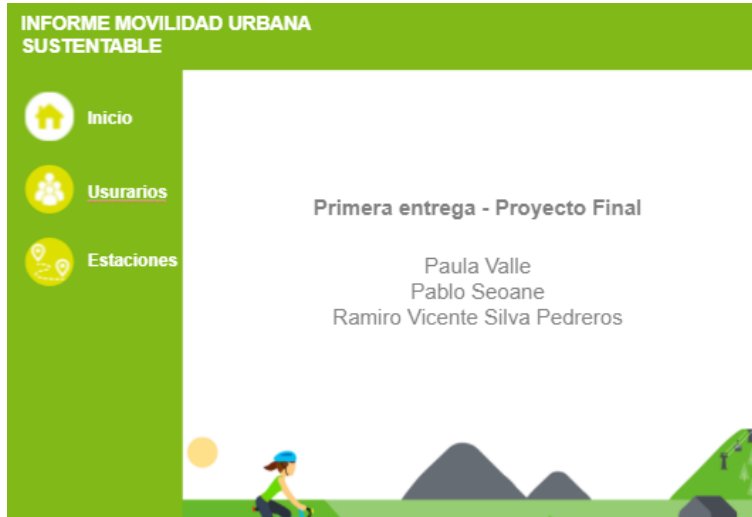 INFORME MOVILIDAD URBANA
SUSTENTABLE
Inicio
Usurarios
Estaciones
Primera entrega - Proyecto Final
Paula Valle
Pablo Seoane
Ramiro Vicente Silva Pedreros